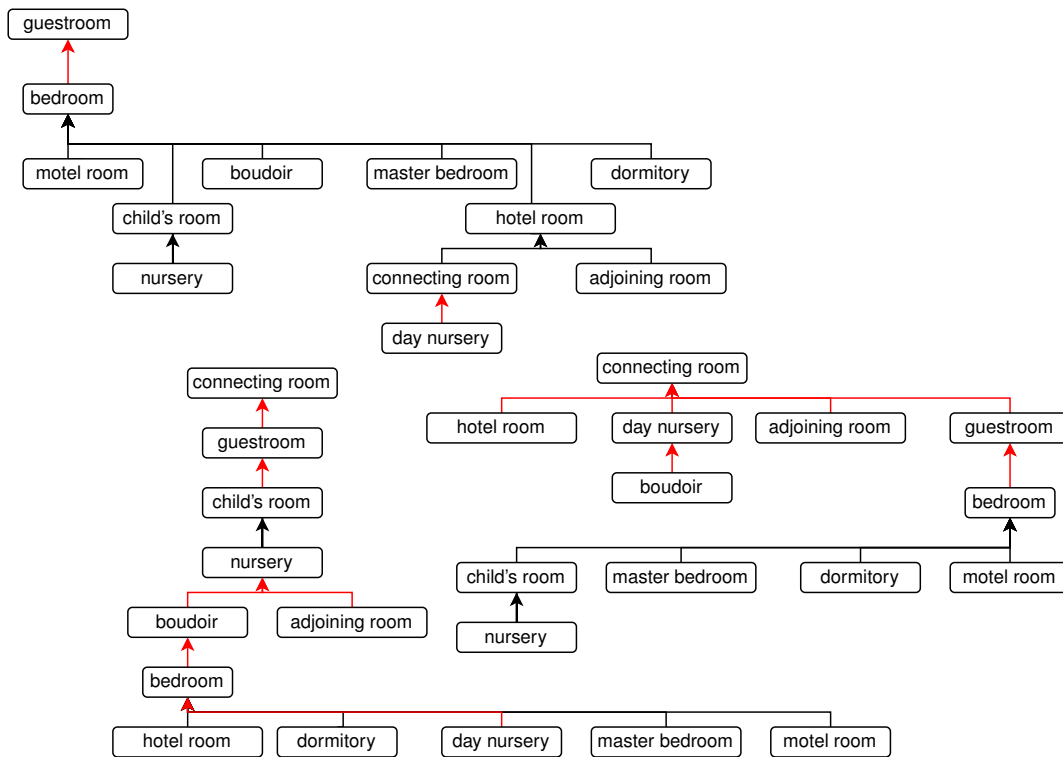 guestroom
bedroom
motel room
boudoir
master bedroom
dormitory
child's room
hotel room
nursery
connecting room
adjoining room
day nursery
connecting room
guestroom
child's room
nursery
boudoir
adjoining room
bedroom
hotel room
dormitory
day nursery
master bedroom
motel room
connecting room
hotel room
day nursery
adjoining room
guestroom
boudoir
bedroom
child's room
master bedroom
dormitory
motel room
nursery